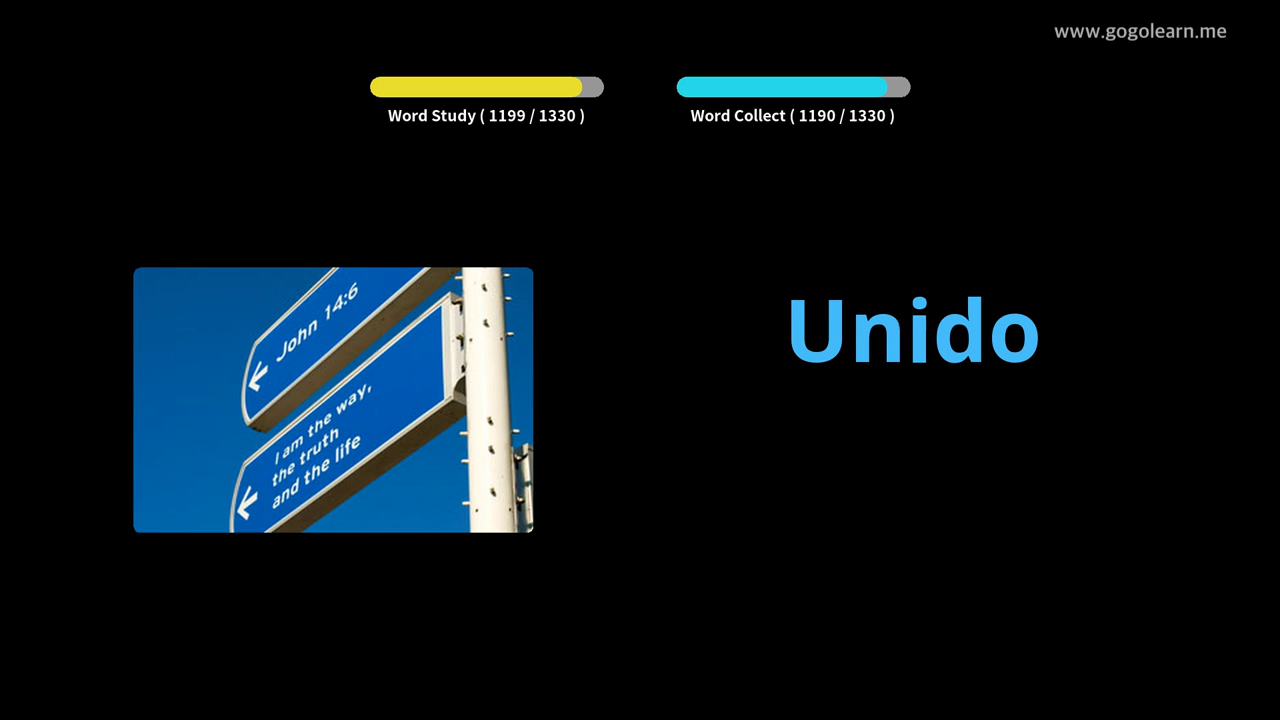 www.gogolearn.me
Word Study ( 1199 / 1330 )
Word Collect ( 1190 / 1330 )
John 14:6
I am the way,
the truth
and the life
Unido